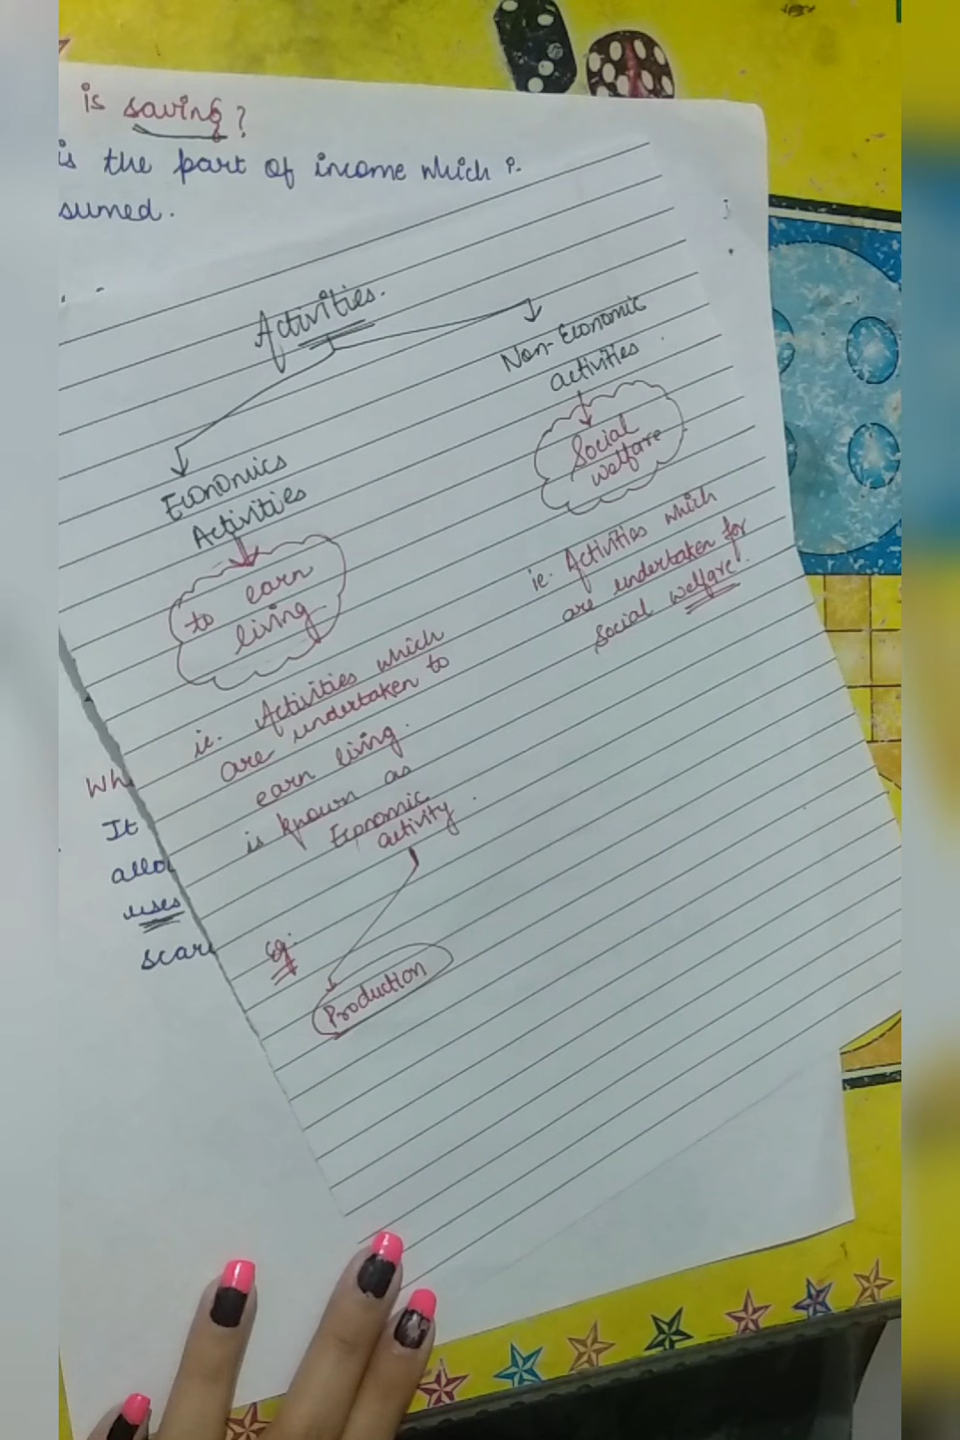 is saving?
is the part of income which
sumed.
Activities.
Non-Economic
activities
Social
welfare
ie. Activities which
are undertaken for
social welfare.
Economics
Activities
to earn
living
ie. Activities which
are undertaken to
earn living.
is known as
Economic
activity
Eg:
Production
Wh
It
allo
uses
scar